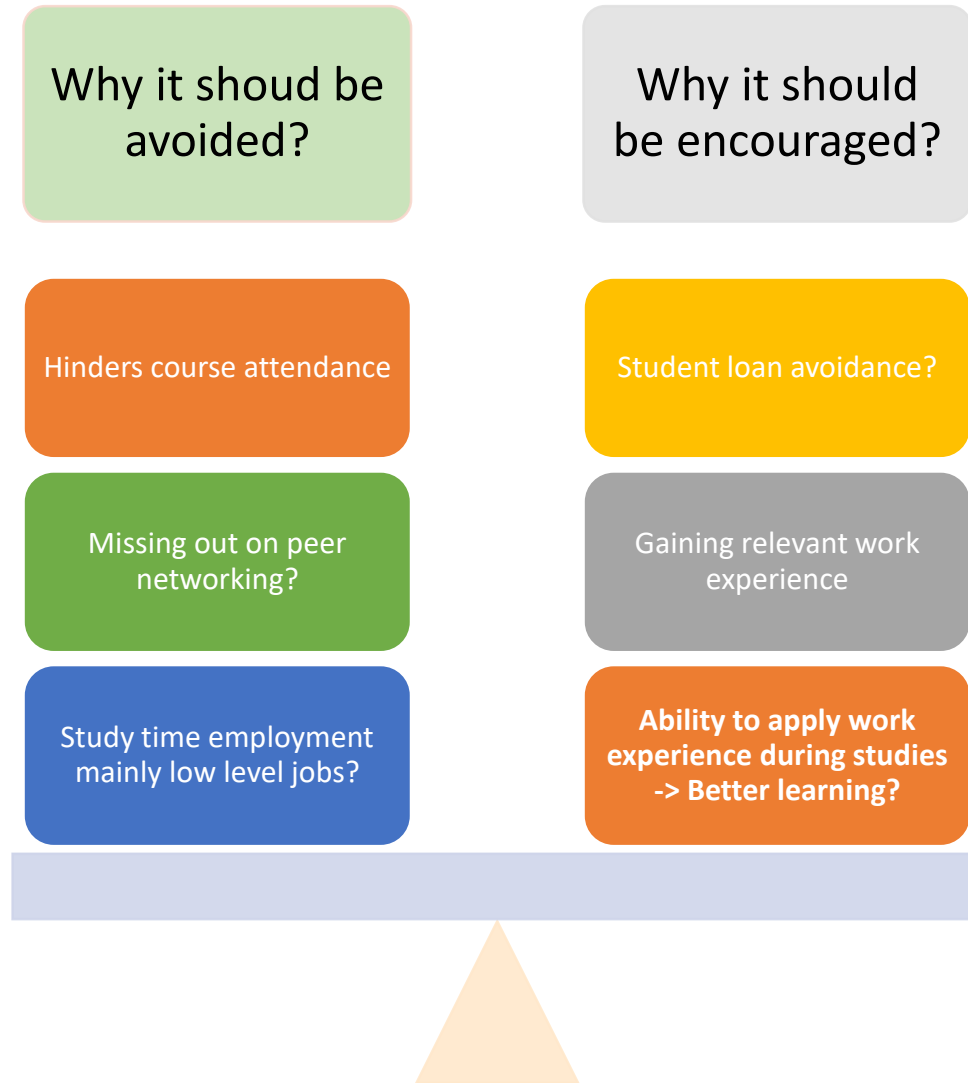 Why it shoud be
avoided?
Why it should
be encouraged?
Hinders course attendance
Student loan avoidance?
Missing out on peer
networking?
Gaining relevant work
experience
Study time employment
mainly low level jobs?
Ability to apply work
experience during studies
-> Better learning?